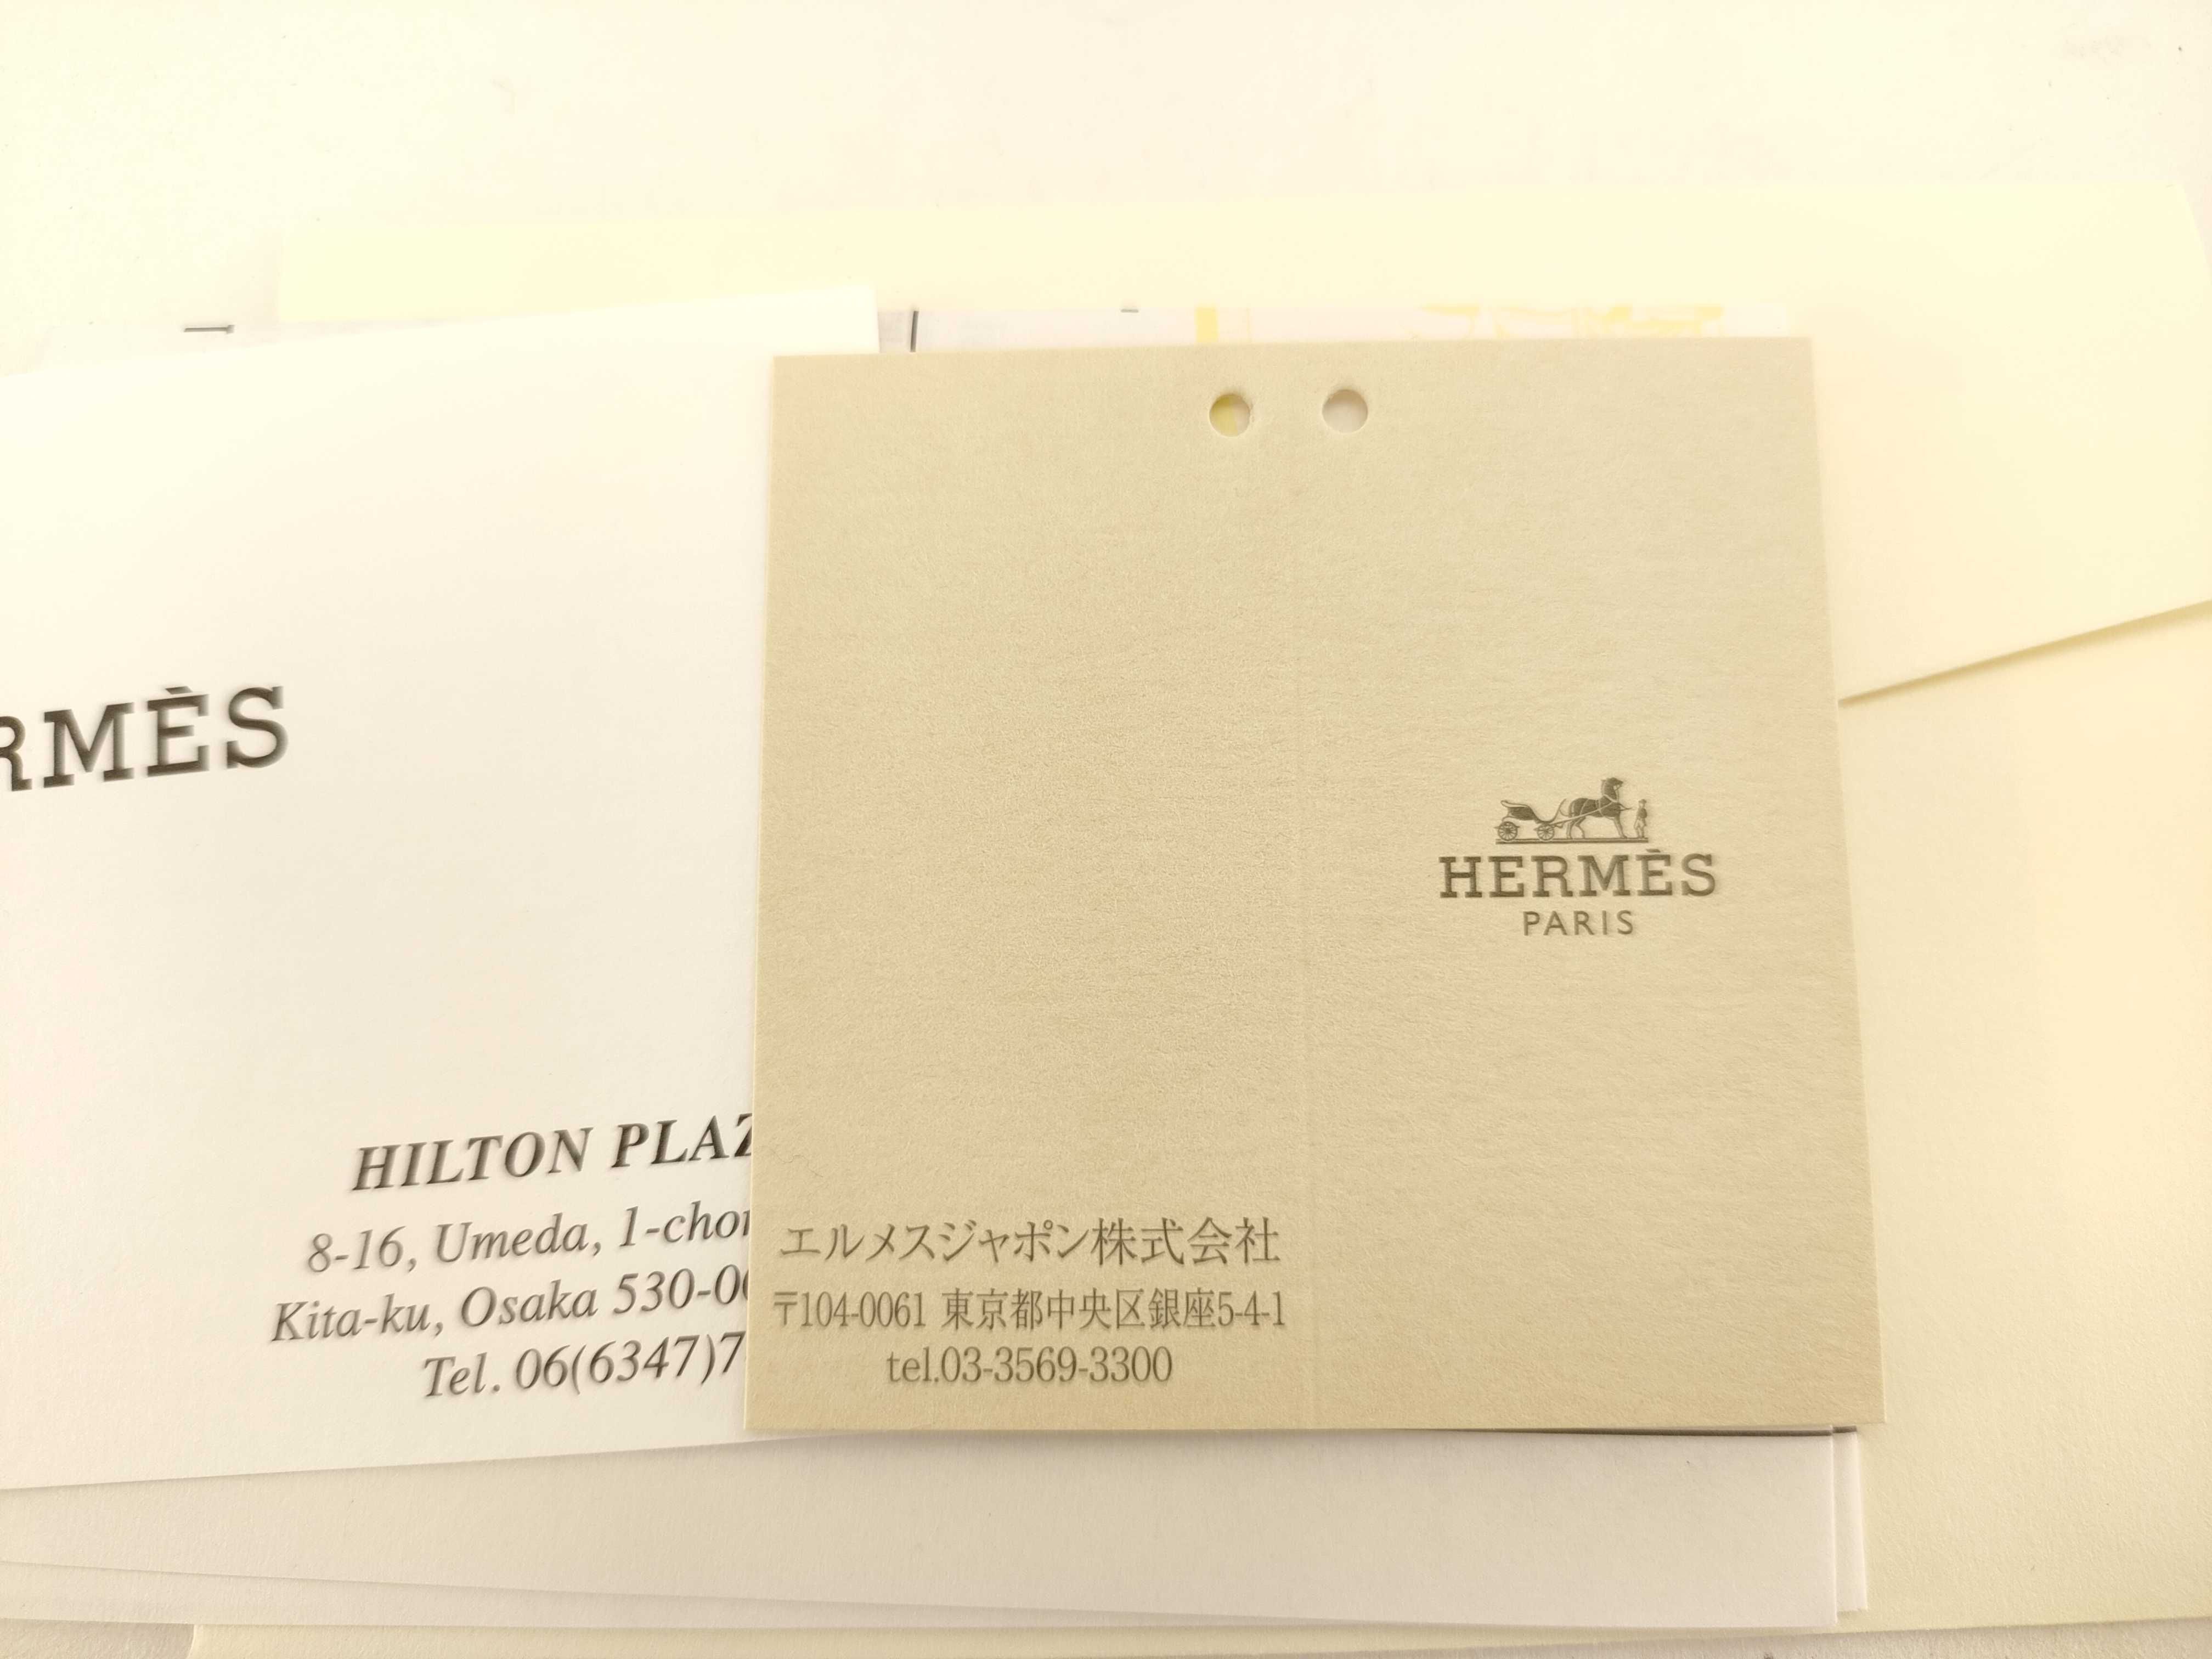 RMÈS
HILTON PLAZ
8-16, Umeda, 1-cho
Kita-ku, Osaka 530-0
Tel. 06(6347)7
HERMÈS
PARIS
エルメスジャポン株式会社
〒104-0061 東京都中央区銀座5-4-1
tel.03-3569-3300